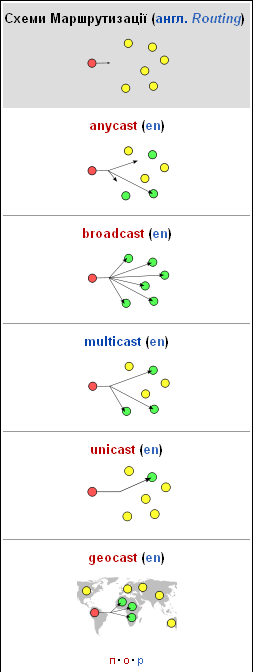 Схеми Маршрутизації (англ. Routing)
anycast (en)
broadcast (en)
multicast (en)
unicast (en)
geocast (en)
п · о · р